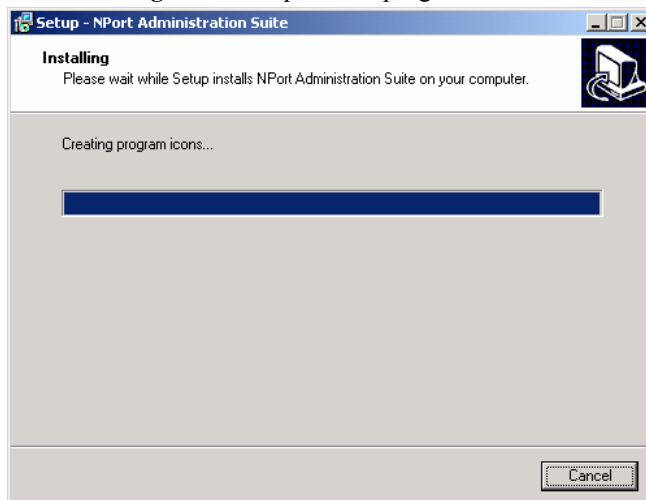 Setup - NPort Administration Suite
Installing
Please wait while Setup installs NPort Administration Suite on your computer.
Creating program icons...
Cancel